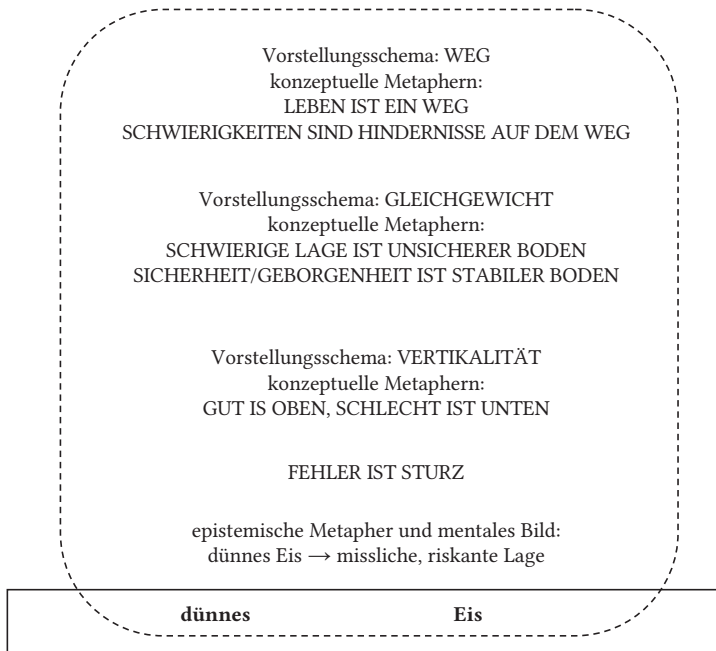 Vorstellungsschema: WEG
konzeptuelle Metaphern:
LEBEN IST EIN WEG
SCHWIERIGKEITEN SIND HINDERNISSE AUF DEM WEG
Vorstellungsschema: GLEICHGEWICHT
konzeptuelle Metaphern:
SCHWIERIGE LAGE IST UNSICHERER BODEN
SICHERHEIT/GEBORGENHEIT IST STABILER BODEN
Vorstellungsschema: VERTIKALITÄT
konzeptuelle Metaphern:
GUT IS OBEN, SCHLECHT IST UNTEN
FEHLER IST STURZ
epistemische Metapher und mentales Bild:
dünnes Eis → missliche, riskante Lage
dünnes Eis